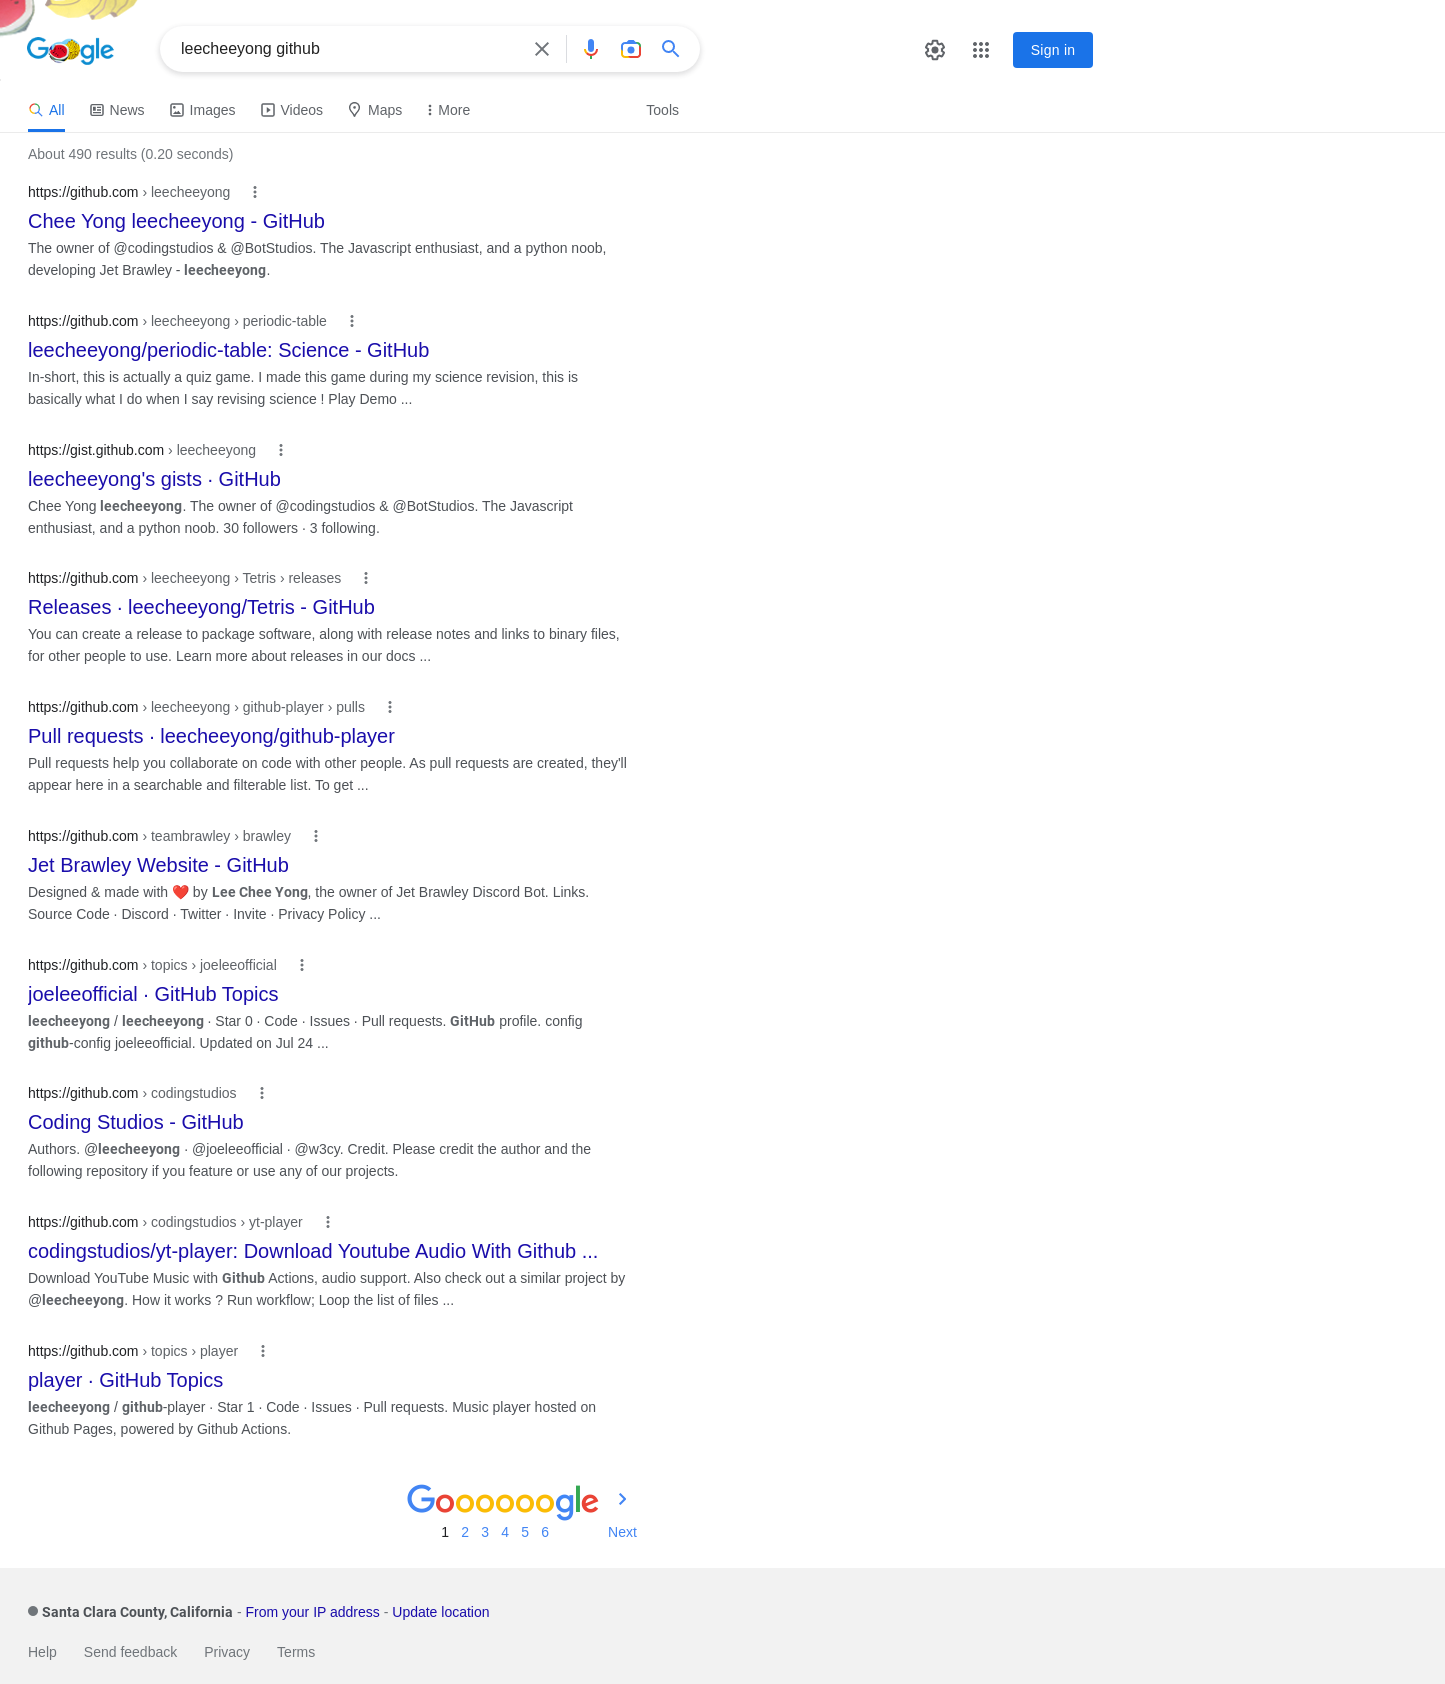 Google
leecheeyong github
Sign in
All News Images Videos Maps More Tools
About 490 results (0.20 seconds)
https://github.com › leecheeyong
Chee Yong leecheeyong - GitHub
The owner of @codingstudios & @BotStudios. The Javascript enthusiast, and a python noob,
developing Jet Brawley - leecheeyong.
https://github.com › leecheeyong › periodic-table
leecheeyong/periodic-table: Science - GitHub
In-short, this is actually a quiz game. I made this game during my science revision, this is
basically what I do when I say revising science ! Play Demo ...
https://gist.github.com › leecheeyong
leecheeyong's gists · GitHub
Chee Yong leecheeyong. The owner of @codingstudios & @BotStudios. The Javascript
enthusiast, and a python noob. 30 followers · 3 following.
https://github.com › leecheeyong › Tetris › releases
Releases · leecheeyong/Tetris - GitHub
You can create a release to package software, along with release notes and links to binary files,
for other people to use. Learn more about releases in our docs ...
https://github.com › leecheeyong › github-player › pulls
Pull requests · leecheeyong/github-player
Pull requests help you collaborate on code with other people. As pull requests are created, they'll
appear here in a searchable and filterable list. To get ...
https://github.com › teambrawley › brawley
Jet Brawley Website - GitHub
Designed & made with ❤️ by Lee Chee Yong, the owner of Jet Brawley Discord Bot. Links.
Source Code · Discord · Twitter · Invite · Privacy Policy ...
https://github.com › topics › joeleeofficial
joeleeofficial · GitHub Topics
leecheeyong / leecheeyong · Star 0 · Code · Issues · Pull requests. GitHub profile. config
github-config joeleeofficial. Updated on Jul 24 ...
https://github.com › codingstudios
Coding Studios - GitHub
Authors. @leecheeyong · @joeleeofficial · @w3cy. Credit. Please credit the author and the
following repository if you feature or use any of our projects.
https://github.com › codingstudios › yt-player
codingstudios/yt-player: Download Youtube Audio With Github ...
Download YouTube Music with Github Actions, audio support. Also check out a similar project by
@leecheeyong. How it works ? Run workflow; Loop the list of files ...
https://github.com › topics › player
player · GitHub Topics
leecheeyong / github-player · Star 1 · Code · Issues · Pull requests. Music player hosted on
Github Pages, powered by Github Actions.
Goooooogle
1 2 3 4 5 6 Next
Santa Clara County, California - From your IP address - Update location
Help Send feedback Privacy Terms